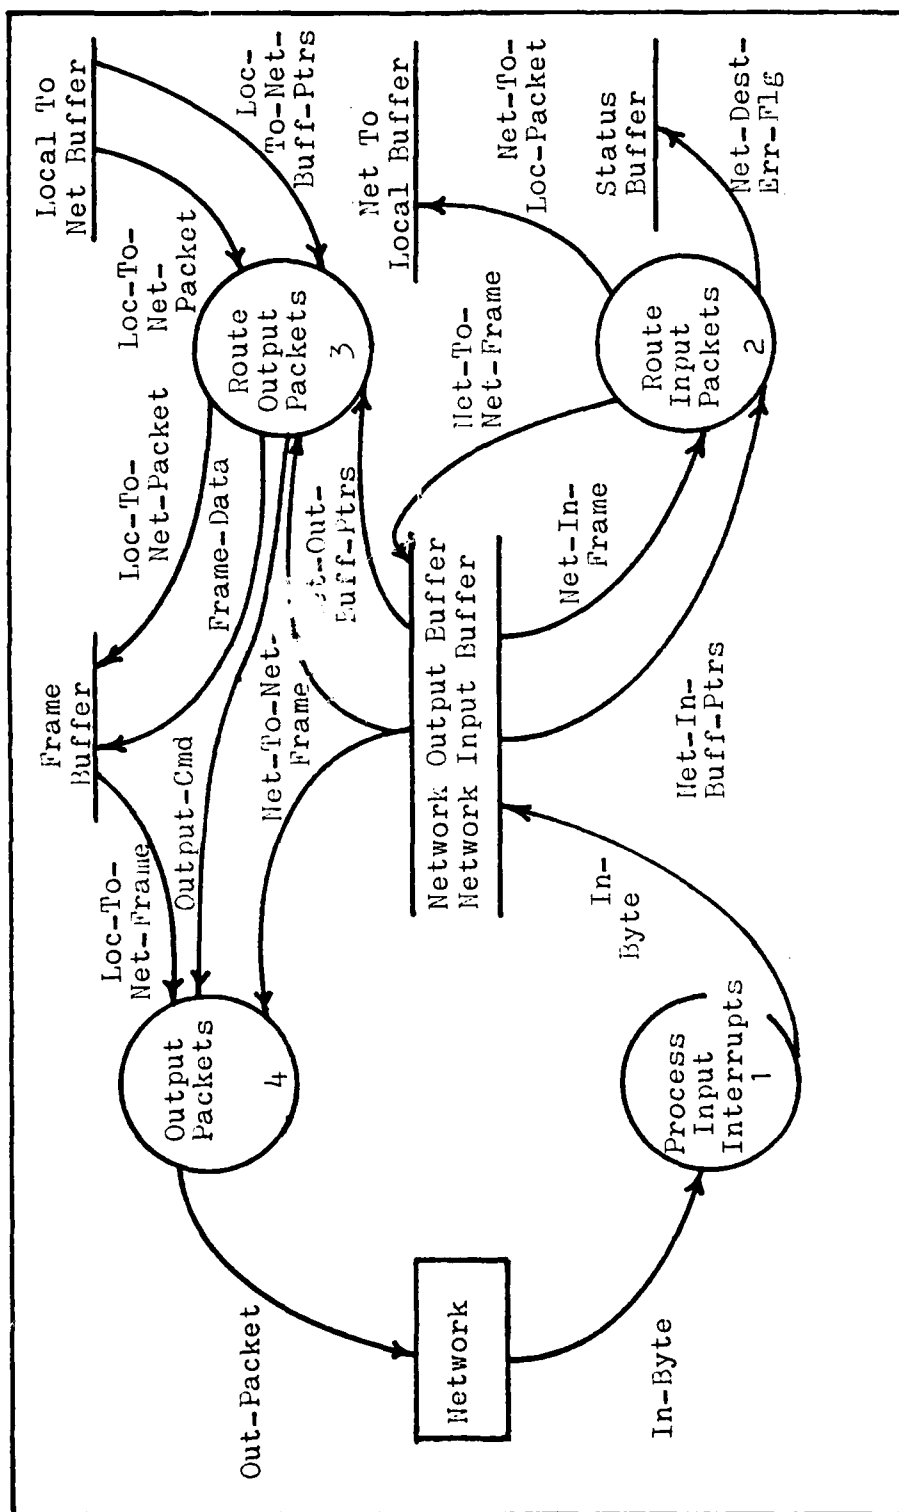 Local To
Net Buffer
Loc-
To-Net-
Buff-Ptrs
Loc-To-
Net-
Packet
Route
Output
Packets
3
Loc-To-
Net-Packet
Frame-Data
Frame
Buffer
Output-Cmd
Loc-To-
Net-Frame
Net-To-Net-
Frame
Buff-Ptrs
Output
Packets
4
Out-Packet
Network
In-Byte
Process
Input
Interrupts
1
In-
Byte
Network Output Buffer
Network Input Buffer
Net-In-
Buff-Ptrs
Net-In-
Frame
Net-To-
Net-Frame
Route
Input
Packets
2
Net To
Local Buffer
Net-To-
Loc-Packet
Status
Buffer
Net-Dest-
Err-Flg